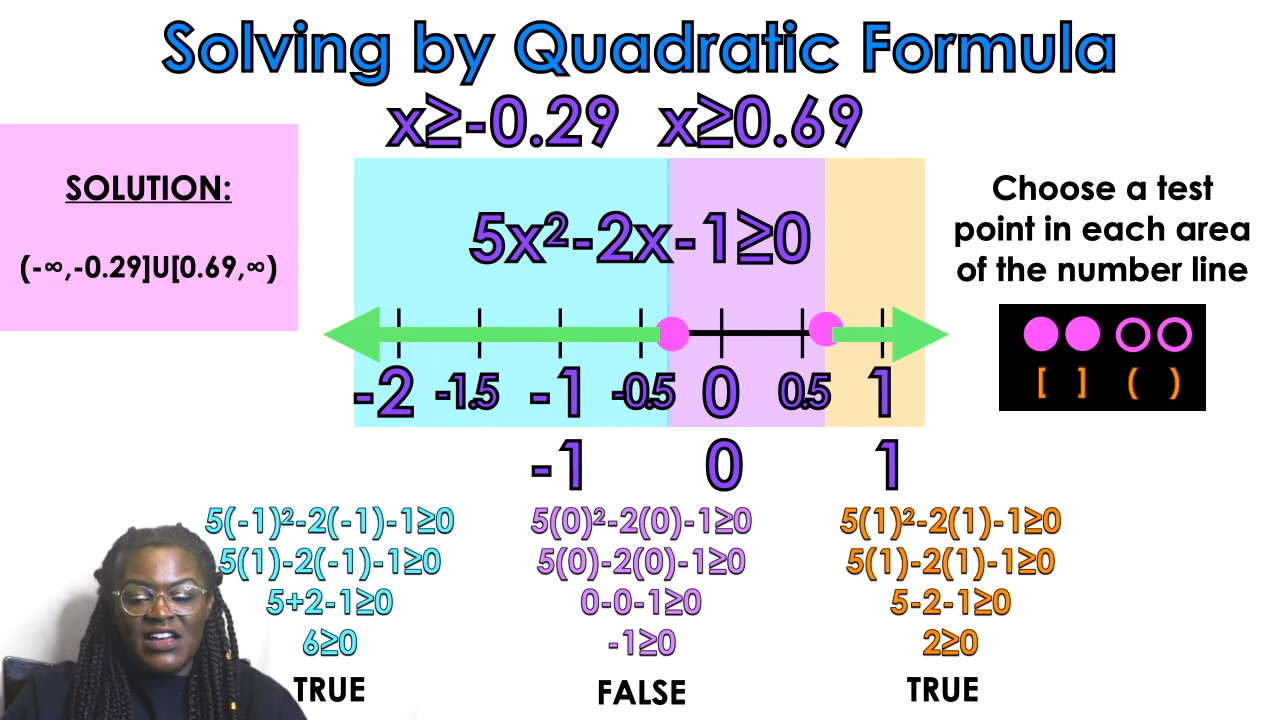 Solving by Quadratic Formula
x≥-0.29 x≥0.69
SOLUTION:
(-∞,-0.29]U[0.69,∞)
5x²-2x-1≥0
Choose a test
point in each area
of the number line
[ ] ( )
-2 -1.5 -1 -0.5 0 0.5 1
-1 0 1
5(-1)²-2(-1)-1≥0
5(1)-2(-1)-1≥0
5+2-1≥0
6≥0
TRUE
5(0)²-2(0)-1≥0
5(0)-2(0)-1≥0
0-0-1≥0
-1≥0
FALSE
5(1)²-2(1)-1≥0
5(1)-2(1)-1≥0
5-2-1≥0
2≥0
TRUE